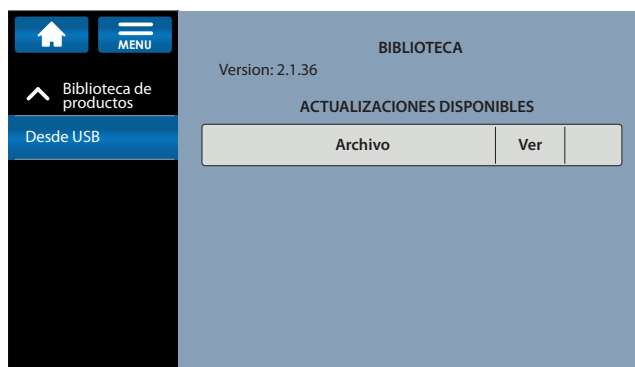 MENU
Biblioteca de
productos
Desde USB
BIBLIOTECA
Version: 2.1.36
ACTUALIZACIONES DISPONIBLES
Archivo Ver